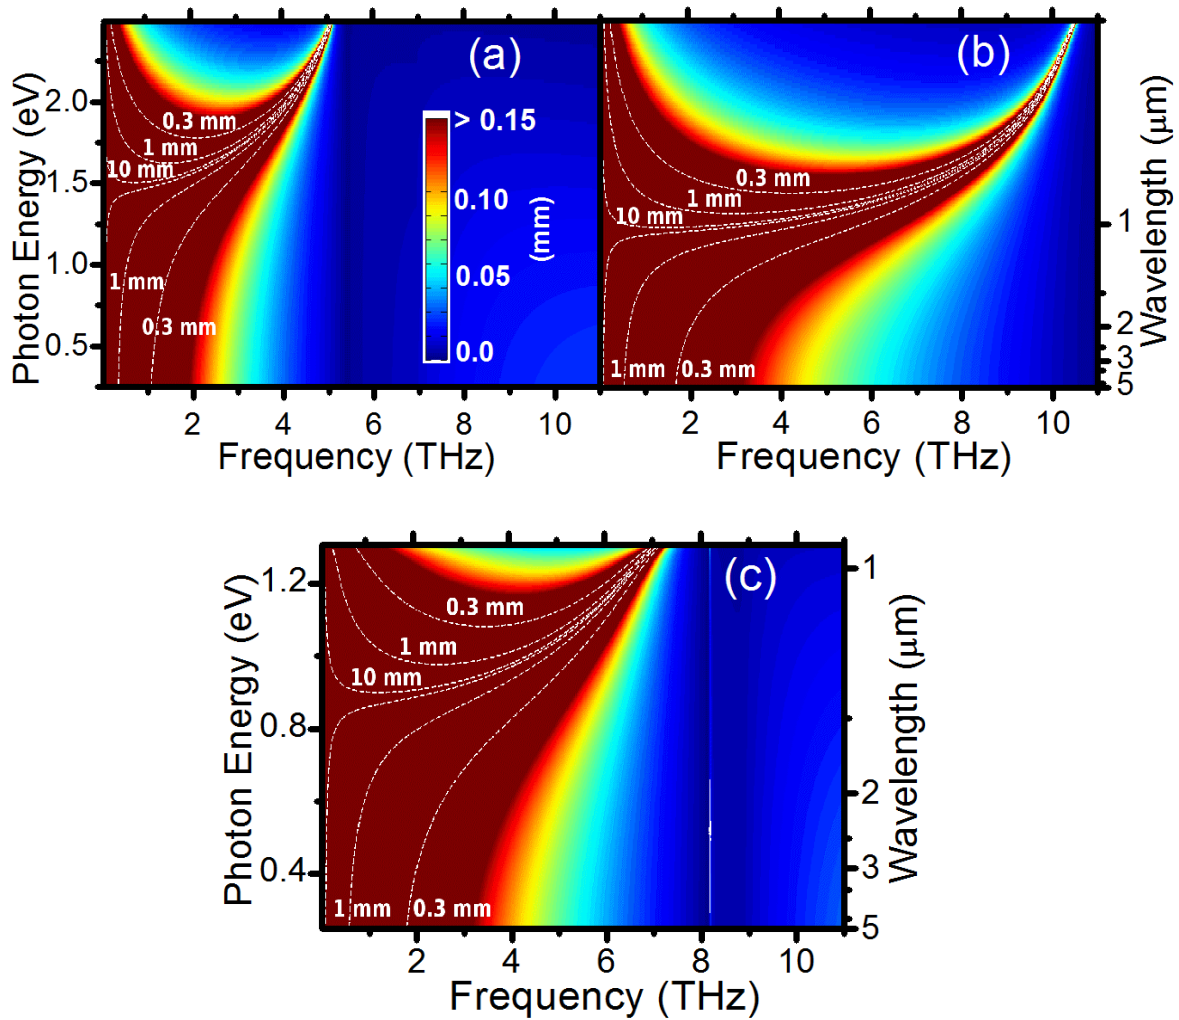 (a)
(b)
Photon Energy (eV)
2.0
1.5
1.0
0.5
0.3 mm
1 mm
10 mm
1 mm
0.3 mm
> 0.15
0.10
0.05
0.0
(mm)
2 4 6 8 10
Frequency (THz)
0.3 mm
1 mm
10 mm
1 mm
0.3 mm
1
2
3
5
Wavelength (μm)
2 4 6 8 10
Frequency (THz)
(c)
Photon Energy (eV)
1.2
0.8
0.4
0.3 mm
1 mm
10 mm
1 mm
0.3 mm
1
2
3
5
Wavelength (μm)
2 4 6 8 10
Frequency (THz)